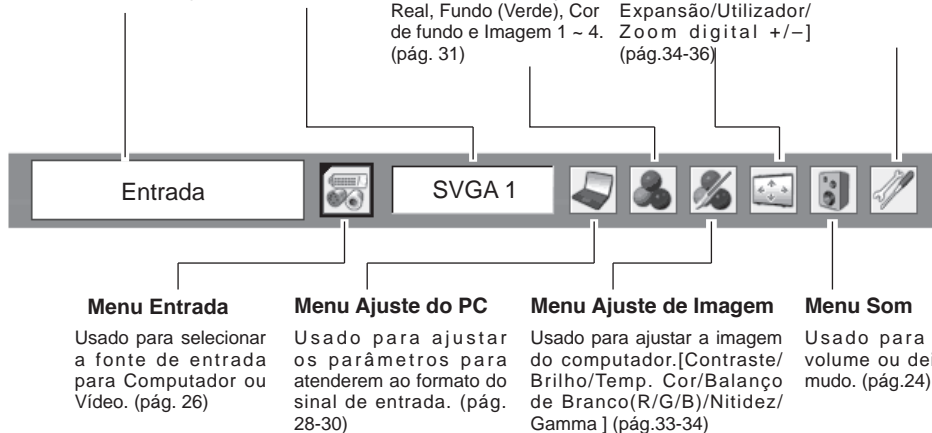 Real, Fundo (Verde), Cor
de fundo e Imagem 1 ~ 4.
(pág. 31)
Expansão/Utilizador/
Zoom digital +/–]
(pág.34-36)
Entrada
SVGA 1
Menu Entrada
Usado para selecionar
a fonte de entrada
para Computador ou
Vídeo. (pág. 26)
Menu Ajuste do PC
Usado para ajustar
os parâmetros para
atenderem ao formato do
sinal de entrada. (pág.
28-30)
Menu Ajuste de Imagem
Usado para ajustar a imagem
do computador.[Contraste/
Brilho/Temp. Cor/Balanço
de Branco(R/G/B)/Nitidez/
Gamma ] (pág.33-34)
Menu Som
Usado para
volume ou dei
mudo. (pág.24)